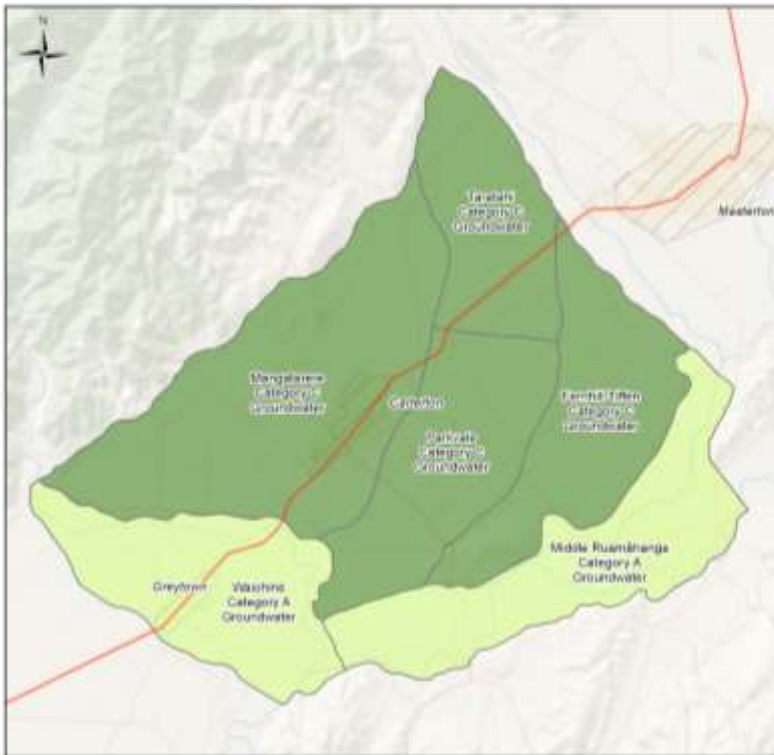 N
Taratahi
Category C
Groundwater
Masterton
Mangatarere
Category C
Groundwater
Carterton
Fernhill-Tiffen
Category C
Groundwater
Parkvale
Category C
Groundwater
Middle Ruamāhanga
Category A
Groundwater
Greytown
Waiohine
Category A
Groundwater